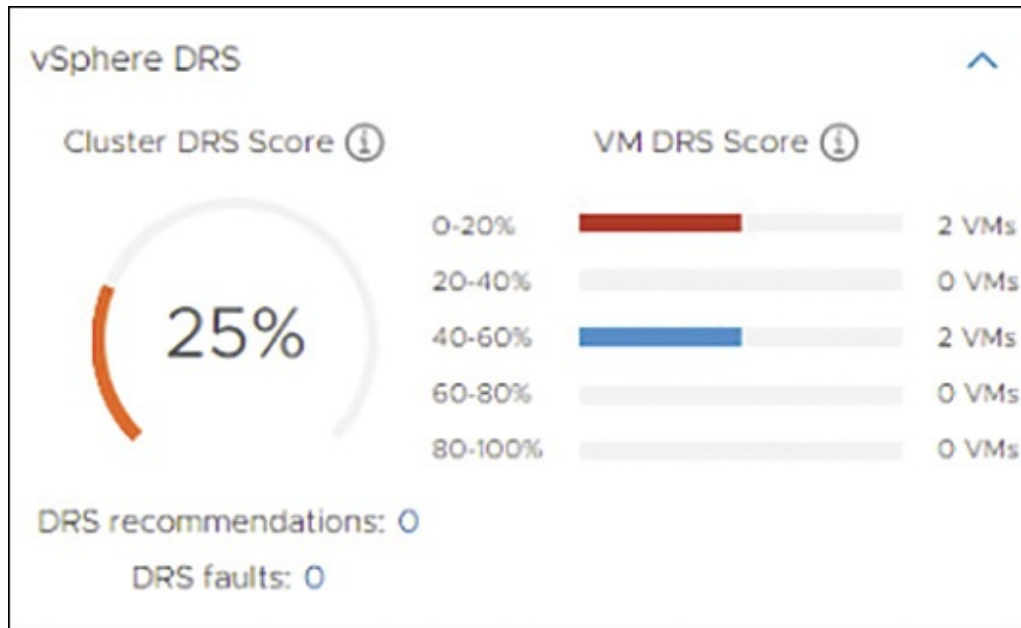 vSphere DRS
Cluster DRS Score
VM DRS Score
25%
0-20% 2 VMs
20-40% 0 VMs
40-60% 2 VMs
60-80% 0 VMs
80-100% 0 VMs
DRS recommendations: 0
DRS faults: 0